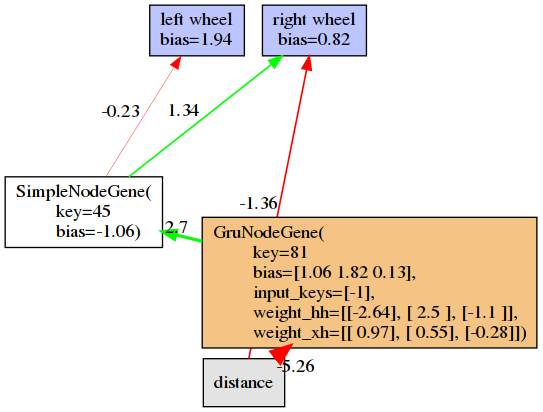 left wheel
bias=1.94
right wheel
bias=0.82
-0.23
1.34
SimpleNodeGene(
key=45
bias=-1.06)
-1.36
2.7
GruNodeGene(
key=81
bias=[1.06 1.82 0.13],
input_keys=[-1],
weight_hh=[[-2.64], [ 2.5 ], [-1.1 ]],
weight_xh=[[ 0.97], [ 0.55], [-0.28]])
-5.26
distance